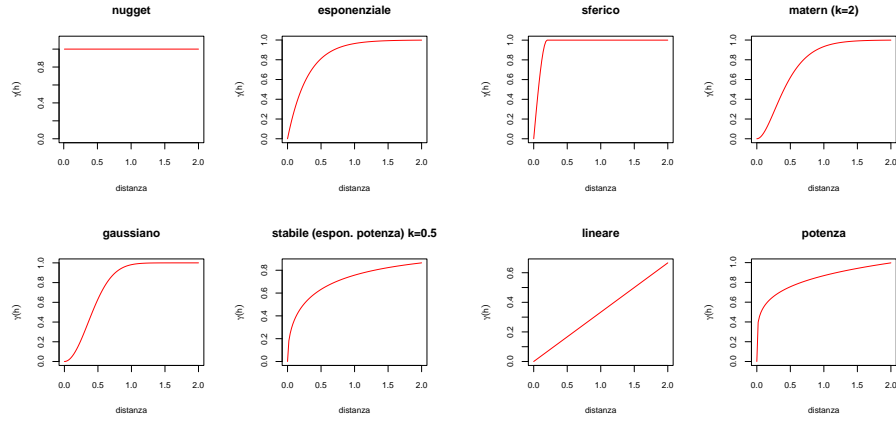 nugget
γ(h)
0.0 0.4 0.8
0.0 0.5 1.0 1.5 2.0
distanza
esponenziale
γ(h)
0.0 0.2 0.4 0.6 0.8 1.0
0.0 0.5 1.0 1.5 2.0
distanza
sferico
γ(h)
0.0 0.2 0.4 0.6 0.8 1.0
0.0 0.5 1.0 1.5 2.0
distanza
matern (k=2)
γ(h)
0.0 0.2 0.4 0.6 0.8 1.0
0.0 0.5 1.0 1.5 2.0
distanza
gaussiano
γ(h)
0.0 0.2 0.4 0.6 0.8 1.0
0.0 0.5 1.0 1.5 2.0
distanza
stabile (espon. potenza) k=0.5
γ(h)
0.0 0.2 0.4 0.6 0.8
0.0 0.5 1.0 1.5 2.0
distanza
lineare
γ(h)
0.0 0.2 0.4 0.6
0.0 0.5 1.0 1.5 2.0
distanza
potenza
γ(h)
0.0 0.2 0.4 0.6 0.8 1.0
0.0 0.5 1.0 1.5 2.0
distanza